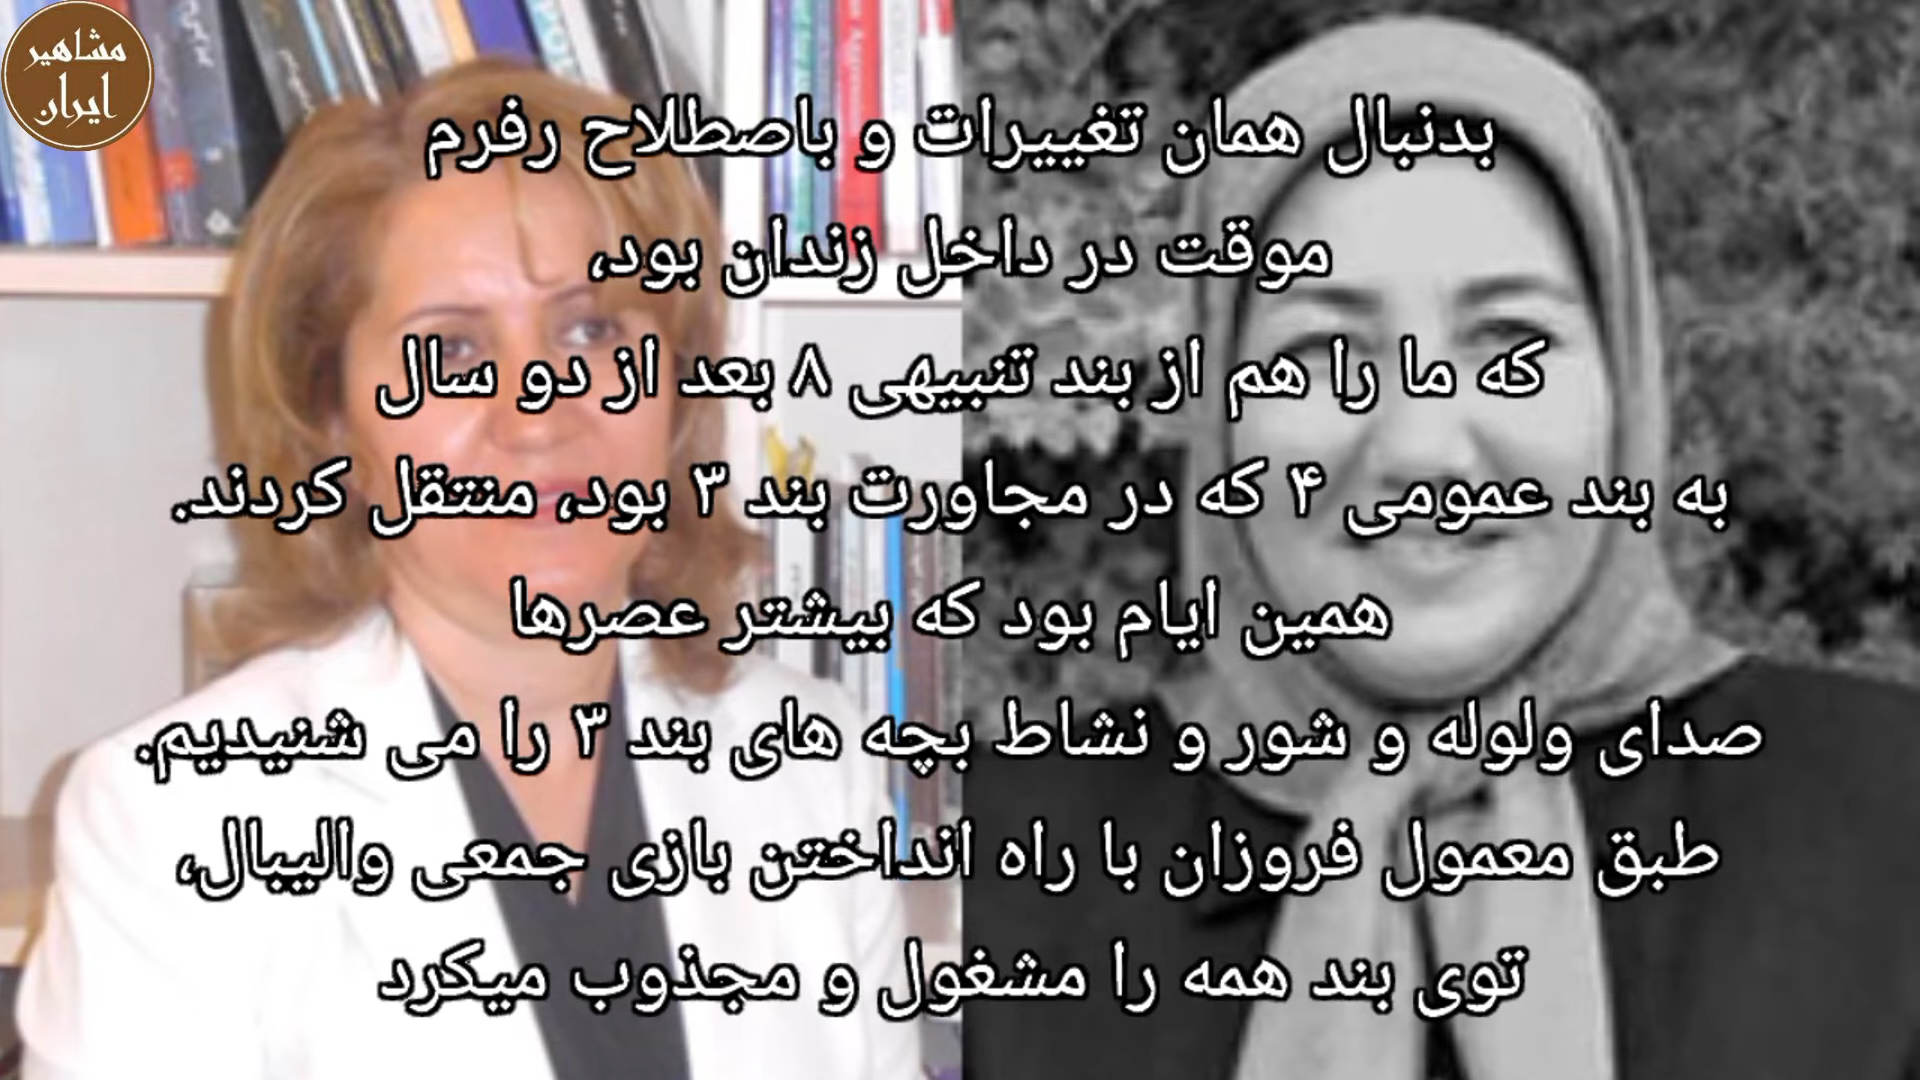 مشاهیر
ایران
بدنبال همان تغییرات و باصطلاح رفرم
موقت در داخل زندان بود،
که ما را هم از بند تنبیهی ۸ بعد از دو سال
به بند عمومی ۴ که در مجاورت بند ۳ بود، منتقل کردند.
همین ایام بود که بیشتر عصرها
صدای ولوله و شور و نشاط بچه های بند ۳ را می شنیدیم.
طبق معمول فروزان با راه انداختن بازی جمعی والیبال،
توی بند همه را مشغول و مجذوب میکرد